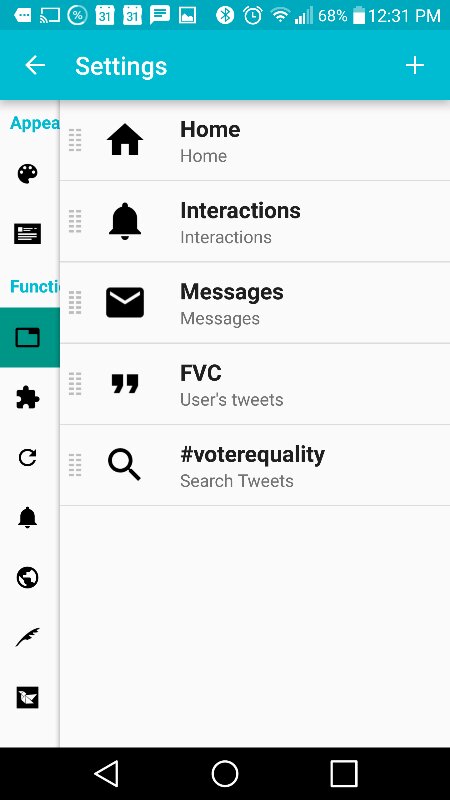 31 31 68% 12:31 PM
Settings
Appea
Home
Home
Interactions
Interactions
Functi
Messages
Messages
FVC
User's tweets
#voterequality
Search Tweets